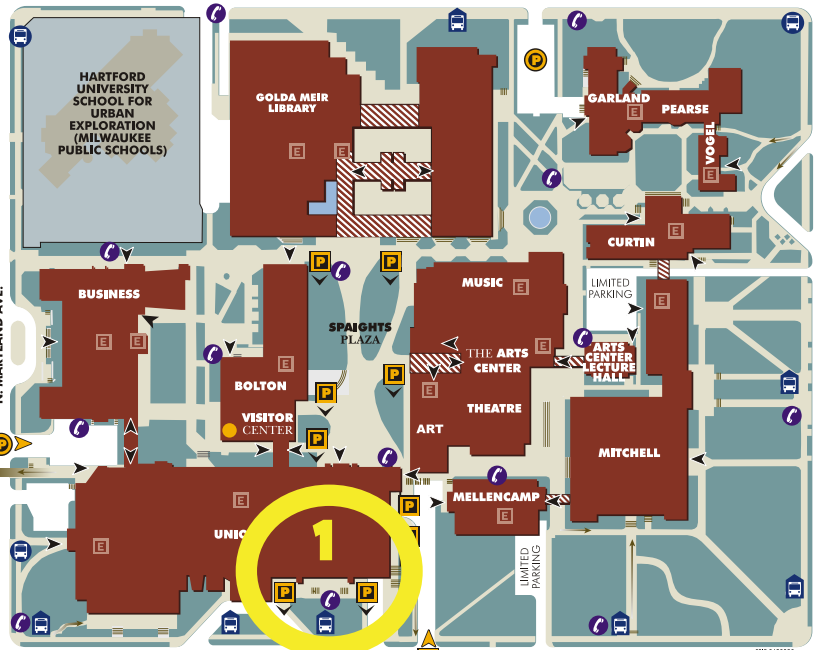 HARTFORD
UNIVERSITY
SCHOOL FOR
URBAN
EXPLORATION
(MILWAUKEE
PUBLIC SCHOOLS)
GOLDA MEIR
LIBRARY
E
E
P
GARLAND
E
PEARSE
VOGEL
E
CURTIN
E
BUSINESS
E
E
P
P
SPAIGHTS
PLAZA
MUSIC
E
LIMITED
PARKING
E
E
BOLTON
E
THE ARTS
CENTER
E
ARTS
CENTER
LECTURE
HALL
P
P
VISITOR
CENTER
P
E
ART
THEATRE
MITCHELL
P
E
UNIO
E
1
P
P
MELLENCAMP
E
LIMITED
PARKING
P
P